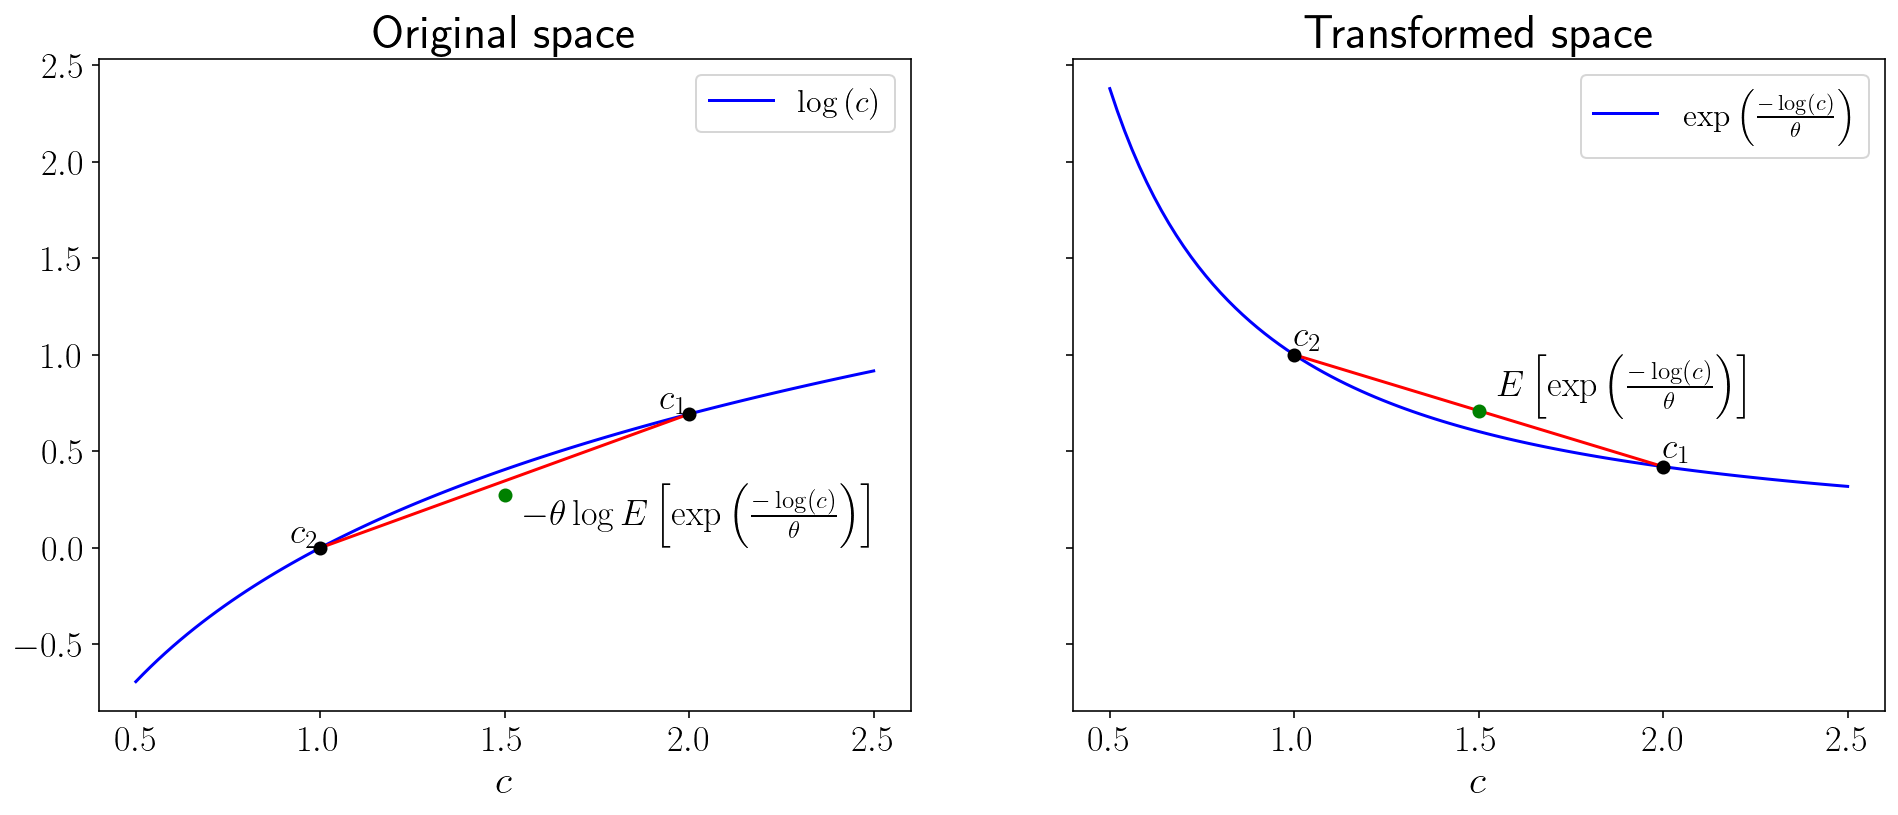 Original space
2.5
2.0
1.5
1.0
0.5
0.0
−0.5
log (c)
c₁
c₂
−θ log E [exp (−log(c)/θ)]
0.5 1.0 1.5 2.0 2.5
c
Transformed space
exp (−log(c)/θ)
c₂
E [exp (−log(c)/θ)]
c₁
0.5 1.0 1.5 2.0 2.5
c